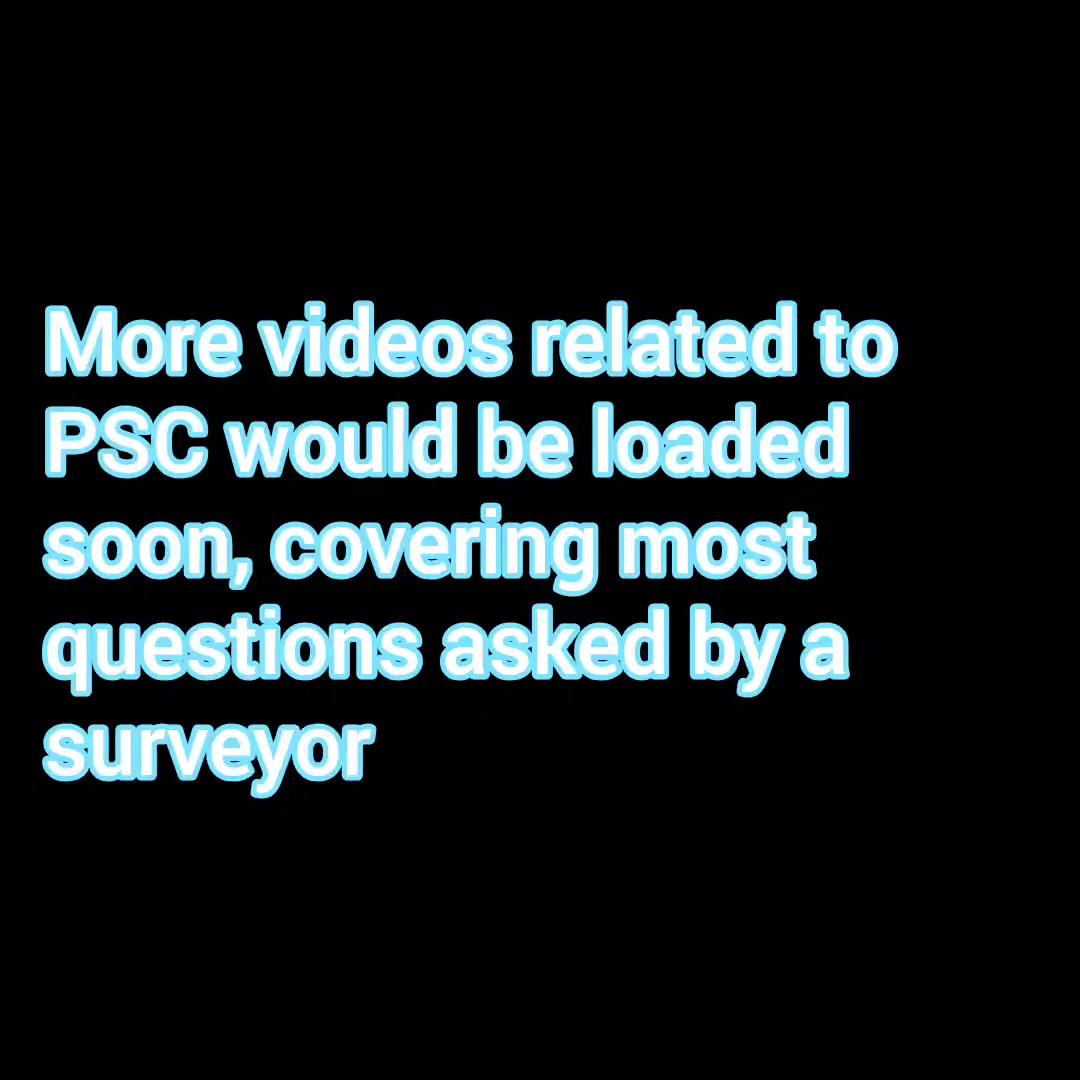 More videos related to
PSC would be loaded
soon, covering most
questions asked by a
surveyor